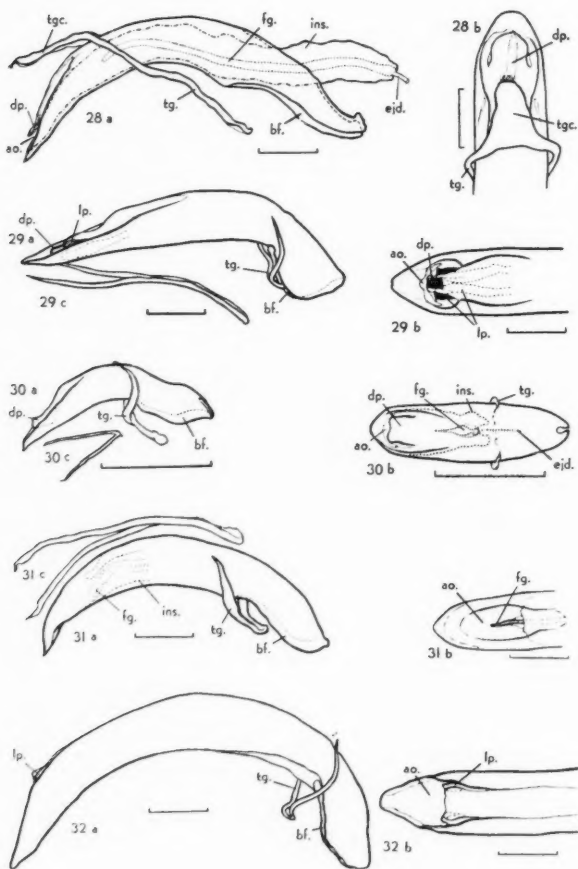 tgc.
fg.
ins.
28 b
dp.
dp.
ao.
28 a
tg.
bf.
ejd.
tgc.
tg.
dp.
lp.
29 a
tg.
bf.
29 c
ao.
dp.
lp.
29 b
30 a
dp.
tg.
bf.
30 c
dp.
fg.
ins.
tg.
ao.
ejd.
30 b
31 c
fg.
ins.
31 a
tg.
bf.
ao.
fg.
31 b
lp.
tg.
bf.
32 a
ao.
lp.
32 b